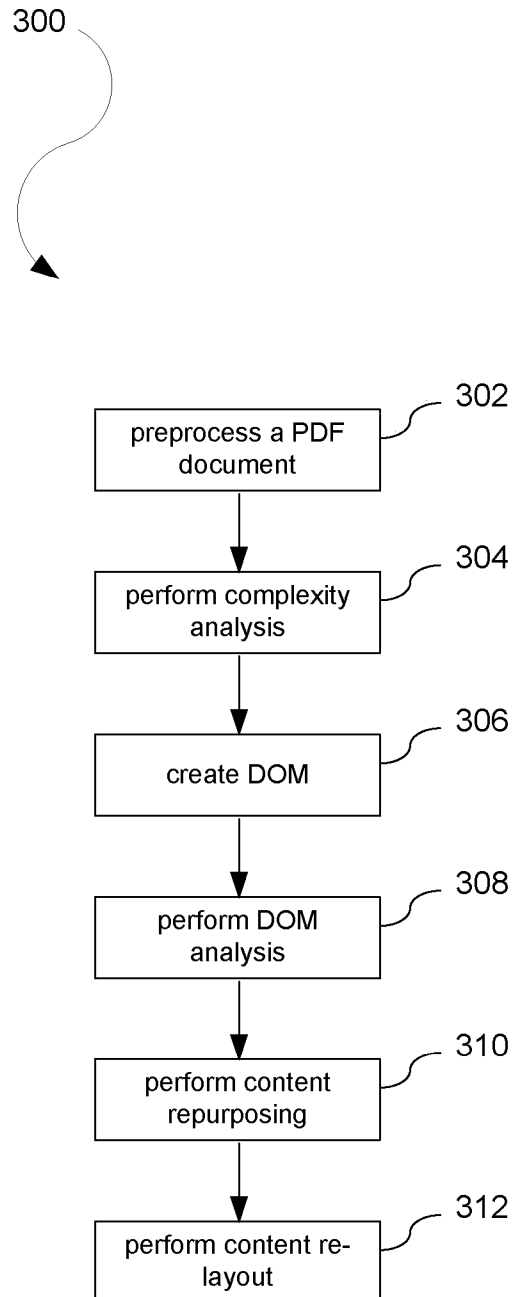 300
302
preprocess a PDF
document
304
perform complexity
analysis
306
create DOM
308
perform DOM
analysis
310
perform content
repurposing
312
perform content re-
layout